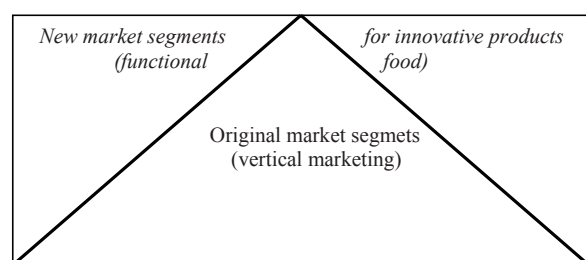 New market segments for innovative products
(functional food)
Original market segmets
(vertical marketing)